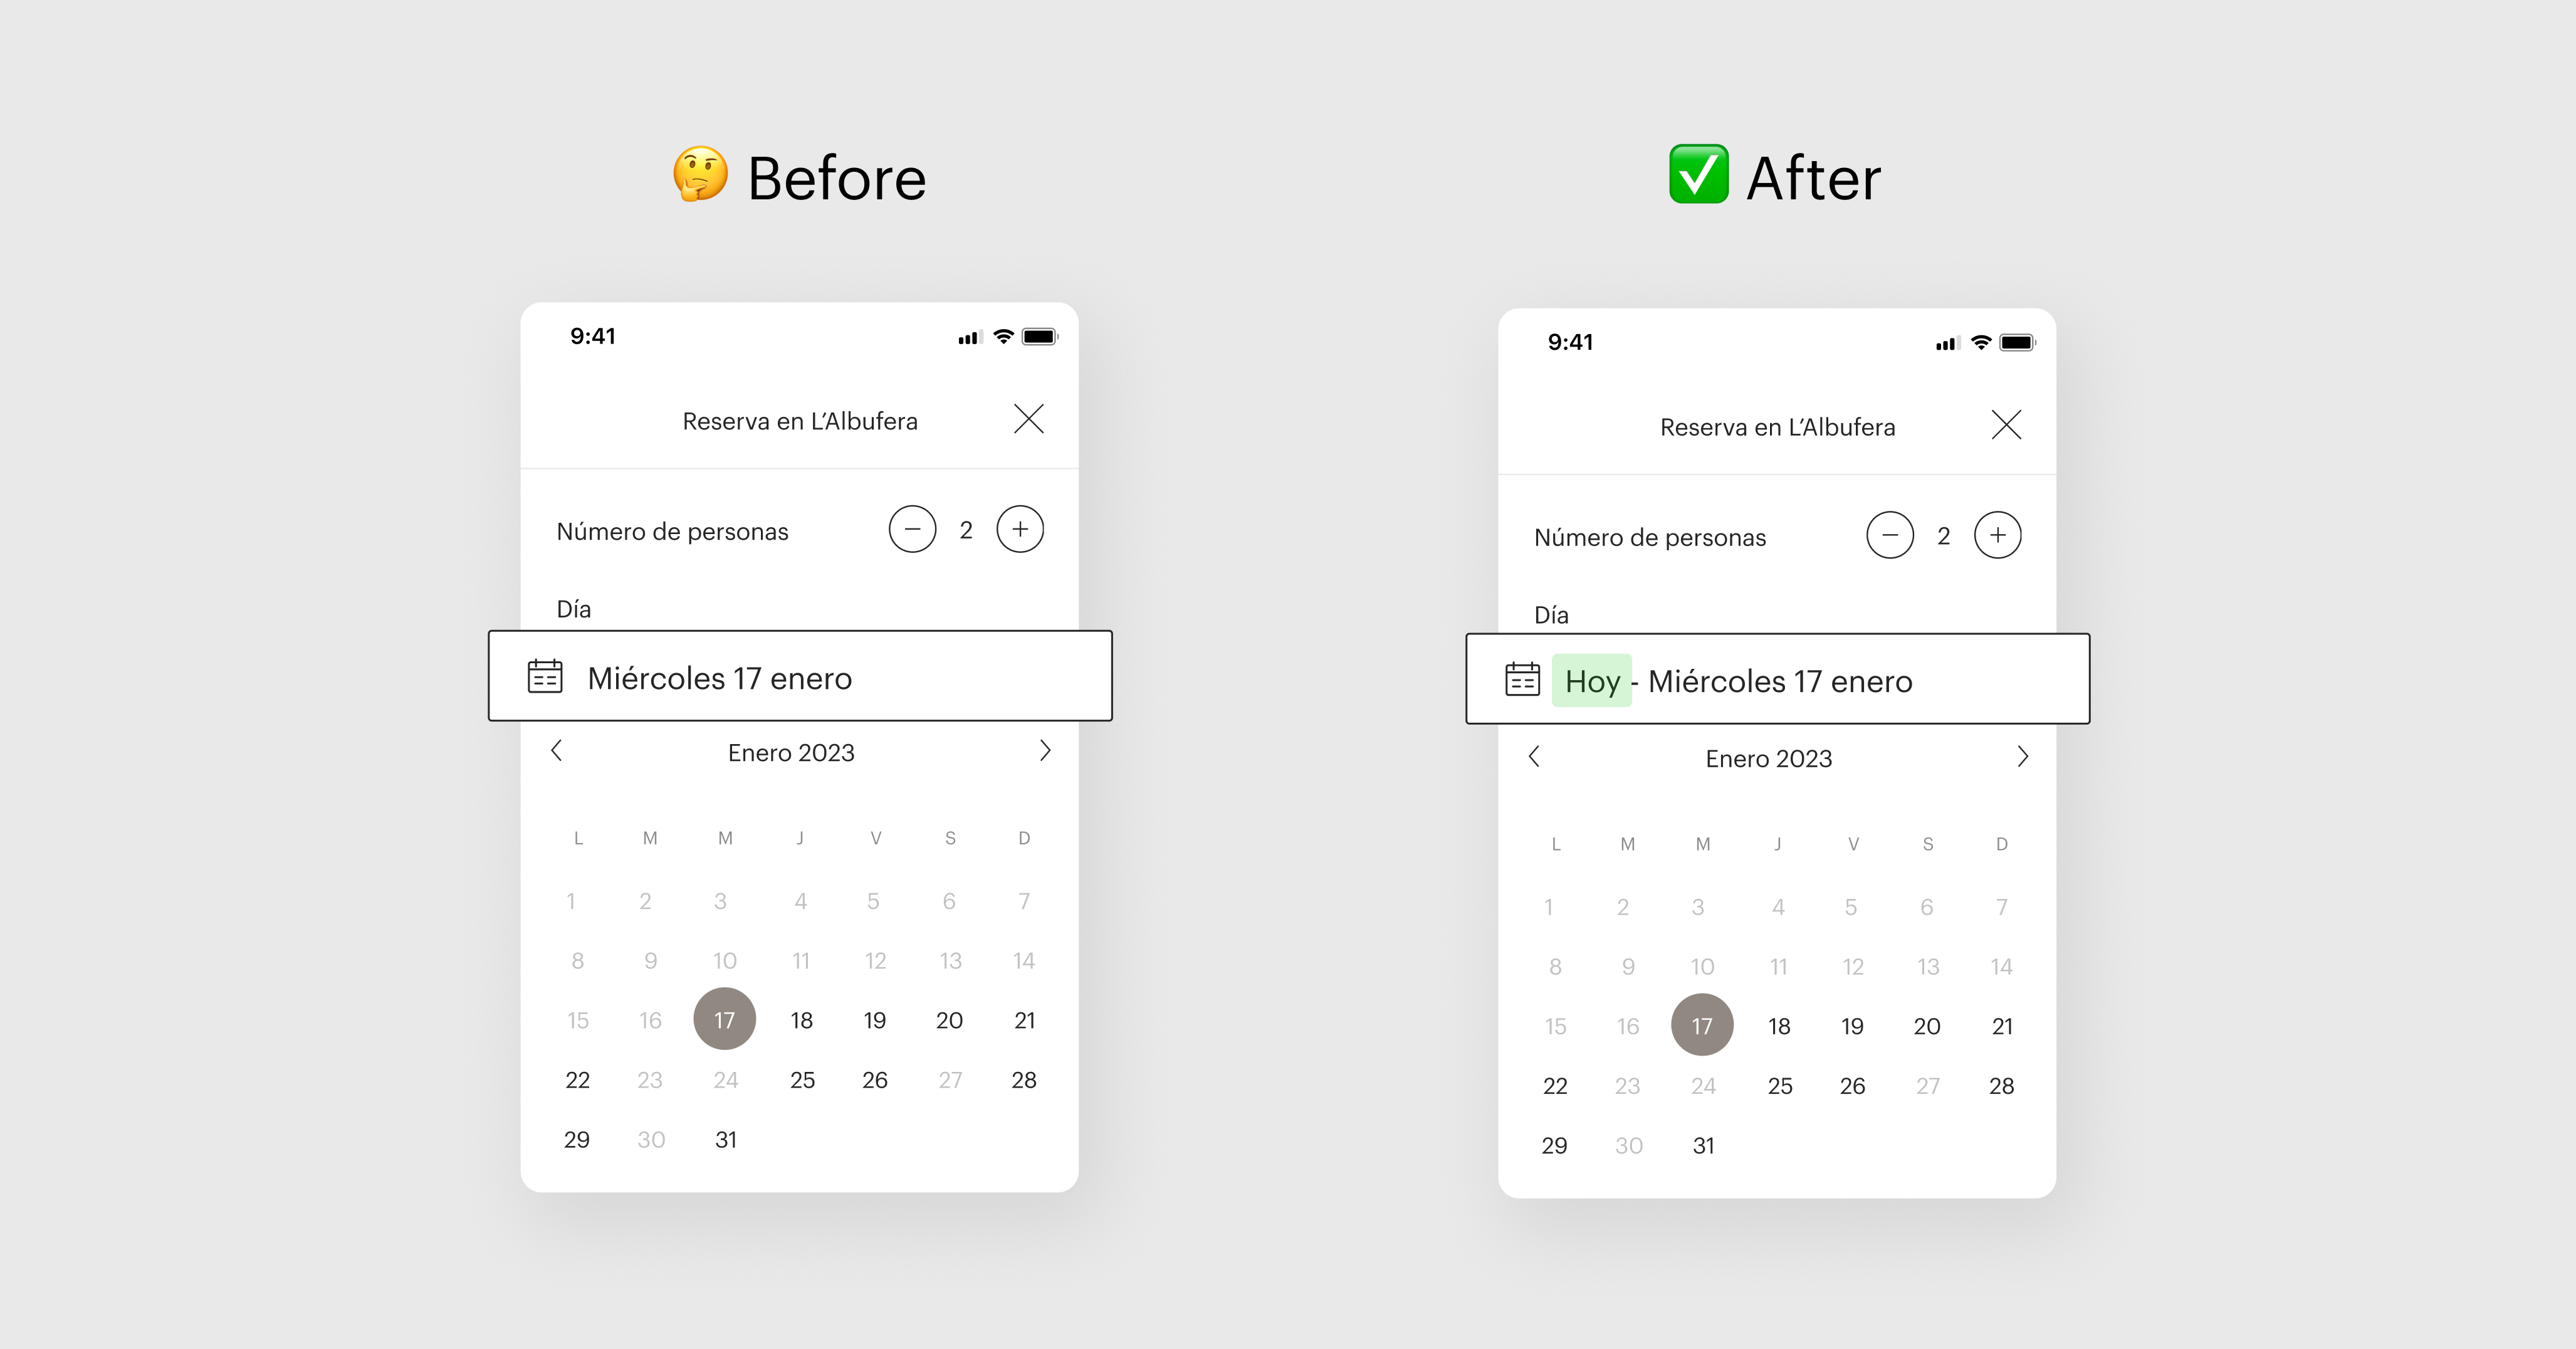 🤔 Before
9:41
Reserva en L’Albufera
Número de personas − 2 +
Día
Miércoles 17 enero
Enero 2023
L M M J V S D
1 2 3 4 5 6 7
8 9 10 11 12 13 14
15 16 17 18 19 20 21
22 23 24 25 26 27 28
29 30 31
✅ After
9:41
Reserva en L’Albufera
Número de personas − 2 +
Día
Hoy - Miércoles 17 enero
Enero 2023
L M M J V S D
1 2 3 4 5 6 7
8 9 10 11 12 13 14
15 16 17 18 19 20 21
22 23 24 25 26 27 28
29 30 31